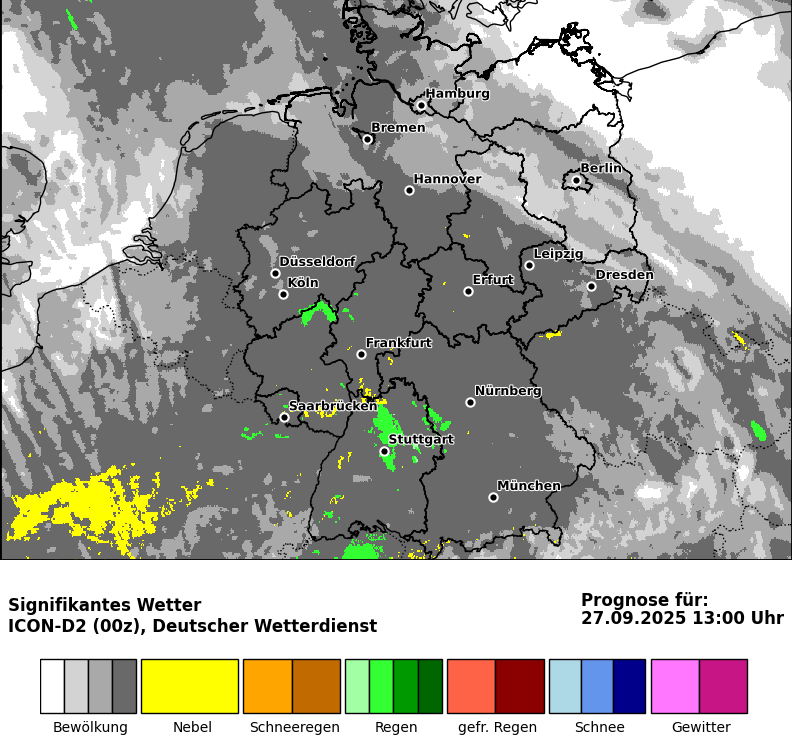 Hamburg
Bremen
Berlin
Hannover
Leipzig
Düsseldorf
Dresden
Köln
Erfurt
Frankfurt
Nürnberg
Saarbrücken
Stuttgart
München
Signifikantes Wetter
ICON-D2 (00z), Deutscher Wetterdienst
Prognose für:
27.09.2025 13:00 Uhr
Bewölkung Nebel Schneeregen Regen gefr. Regen Schnee Gewitter